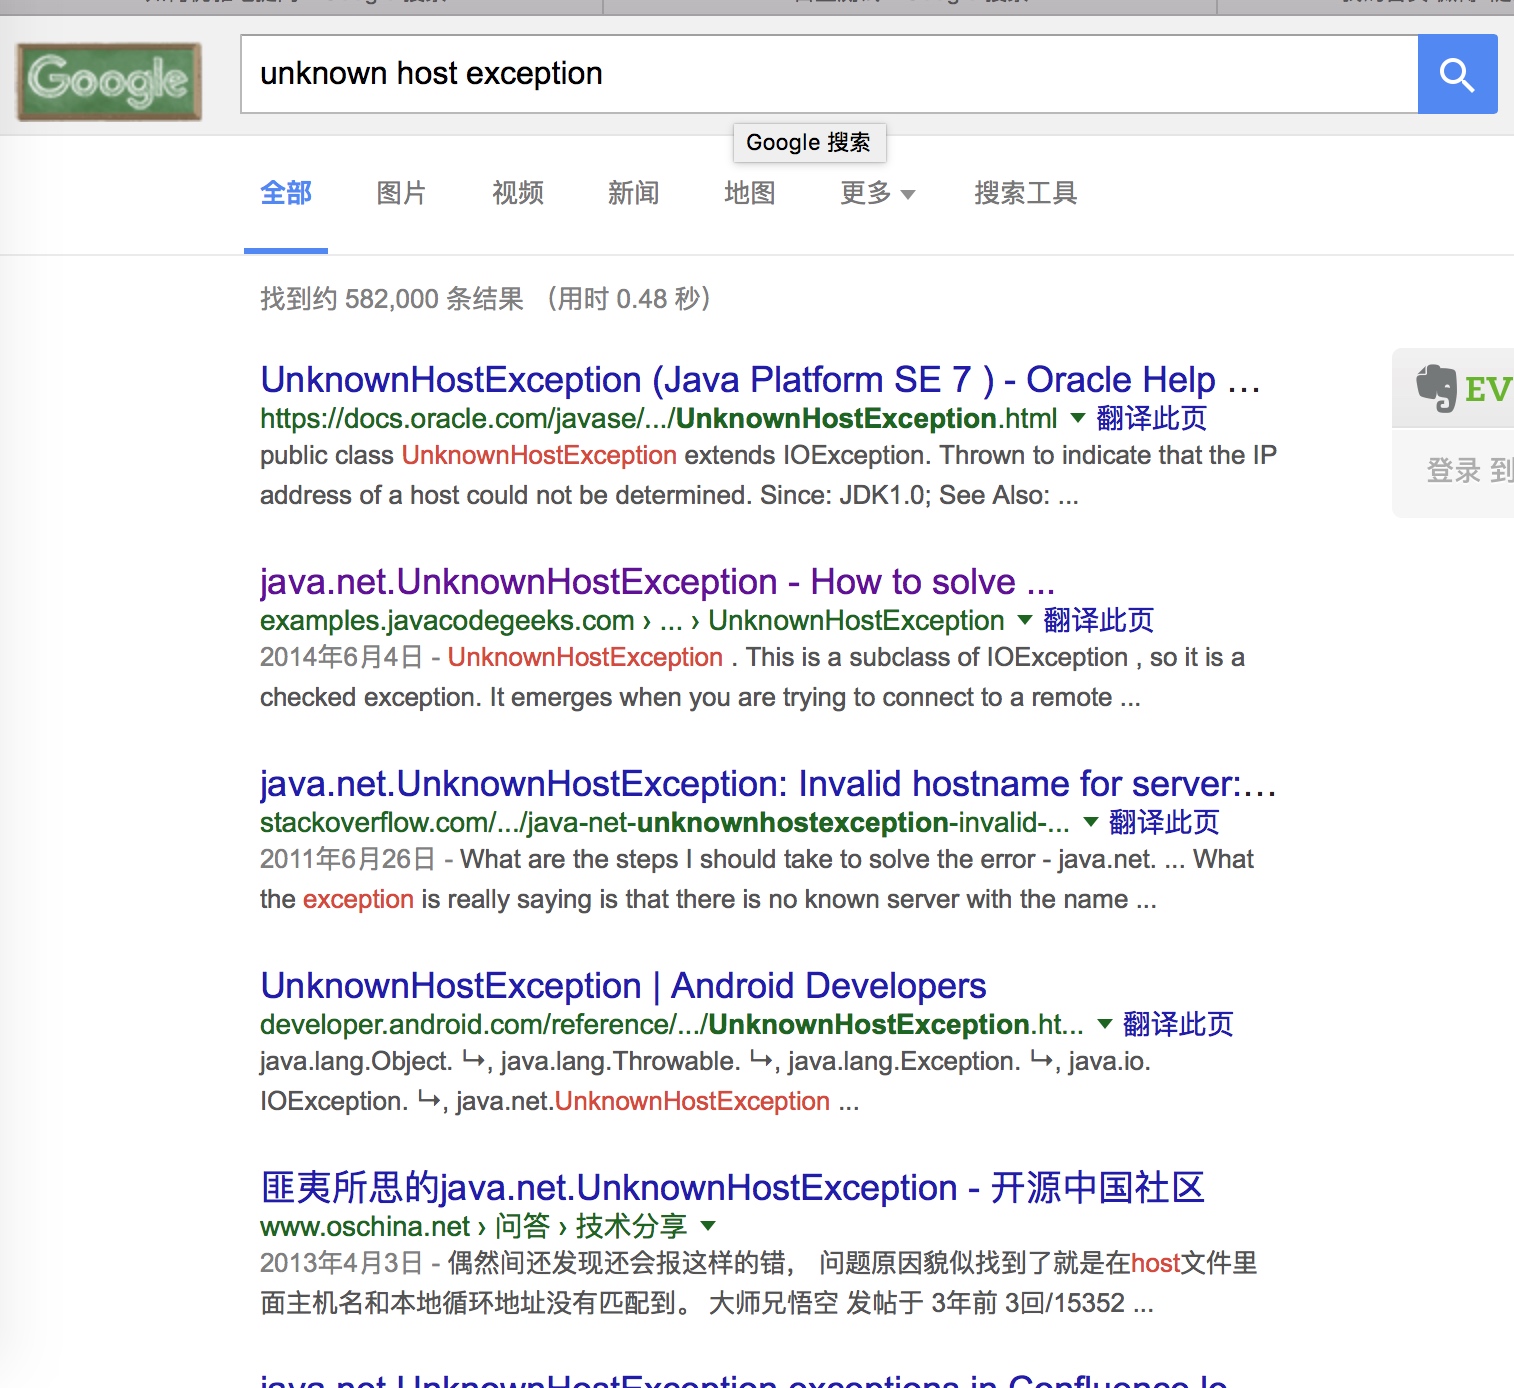 Google
unknown host exception
Google 搜索
全部 图片 视频 新闻 地图 更多 搜索工具
找到约 582,000 条结果 （用时 0.48 秒）
UnknownHostException (Java Platform SE 7 ) - Oracle Help ...
https://docs.oracle.com/javase/.../UnknownHostException.html 翻译此页
public class UnknownHostException extends IOException. Thrown to indicate that the IP
address of a host could not be determined. Since: JDK1.0; See Also: ...
EV
登录 到
java.net.UnknownHostException - How to solve ...
examples.javacodegeeks.com › ... › UnknownHostException 翻译此页
2014年6月4日 - UnknownHostException . This is a subclass of IOException , so it is a
checked exception. It emerges when you are trying to connect to a remote ...
java.net.UnknownHostException: Invalid hostname for server:...
stackoverflow.com/.../java-net-unknownhostexception-invalid-... 翻译此页
2011年6月26日 - What are the steps I should take to solve the error - java.net. ... What
the exception is really saying is that there is no known server with the name ...
UnknownHostException | Android Developers
developer.android.com/reference/.../UnknownHostException.ht... 翻译此页
java.lang.Object. ↳, java.lang.Throwable. ↳, java.lang.Exception. ↳, java.io.
IOException. ↳, java.net.UnknownHostException ...
匪夷所思的java.net.UnknownHostException - 开源中国社区
www.oschina.net › 问答 › 技术分享
2013年4月3日 - 偶然间还发现还会报这样的错， 问题原因貌似找到了就是在host文件里
面主机名和本地循环地址没有匹配到。 大师兄悟空 发帖于 3年前 3回/15352 ...
java.net.UnknownHostException exceptions in Confluence lo